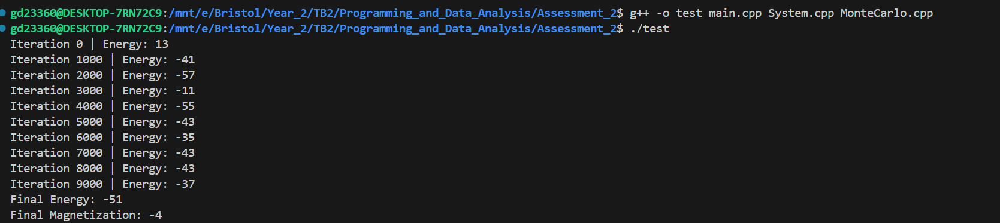 gd23360@DESKTOP-7RN72C9:/mnt/e/Bristol/Year_2/TB2/Programming_and_Data_Analysis/Assessment_2$ g++ -o test main.cpp System.cpp MonteCarlo.cpp
gd23360@DESKTOP-7RN72C9:/mnt/e/Bristol/Year_2/TB2/Programming_and_Data_Analysis/Assessment_2$ ./test
Iteration 0 | Energy: 13
Iteration 1000 | Energy: -41
Iteration 2000 | Energy: -57
Iteration 3000 | Energy: -11
Iteration 4000 | Energy: -55
Iteration 5000 | Energy: -43
Iteration 6000 | Energy: -35
Iteration 7000 | Energy: -43
Iteration 8000 | Energy: -43
Iteration 9000 | Energy: -37
Final Energy: -51
Final Magnetization: -4